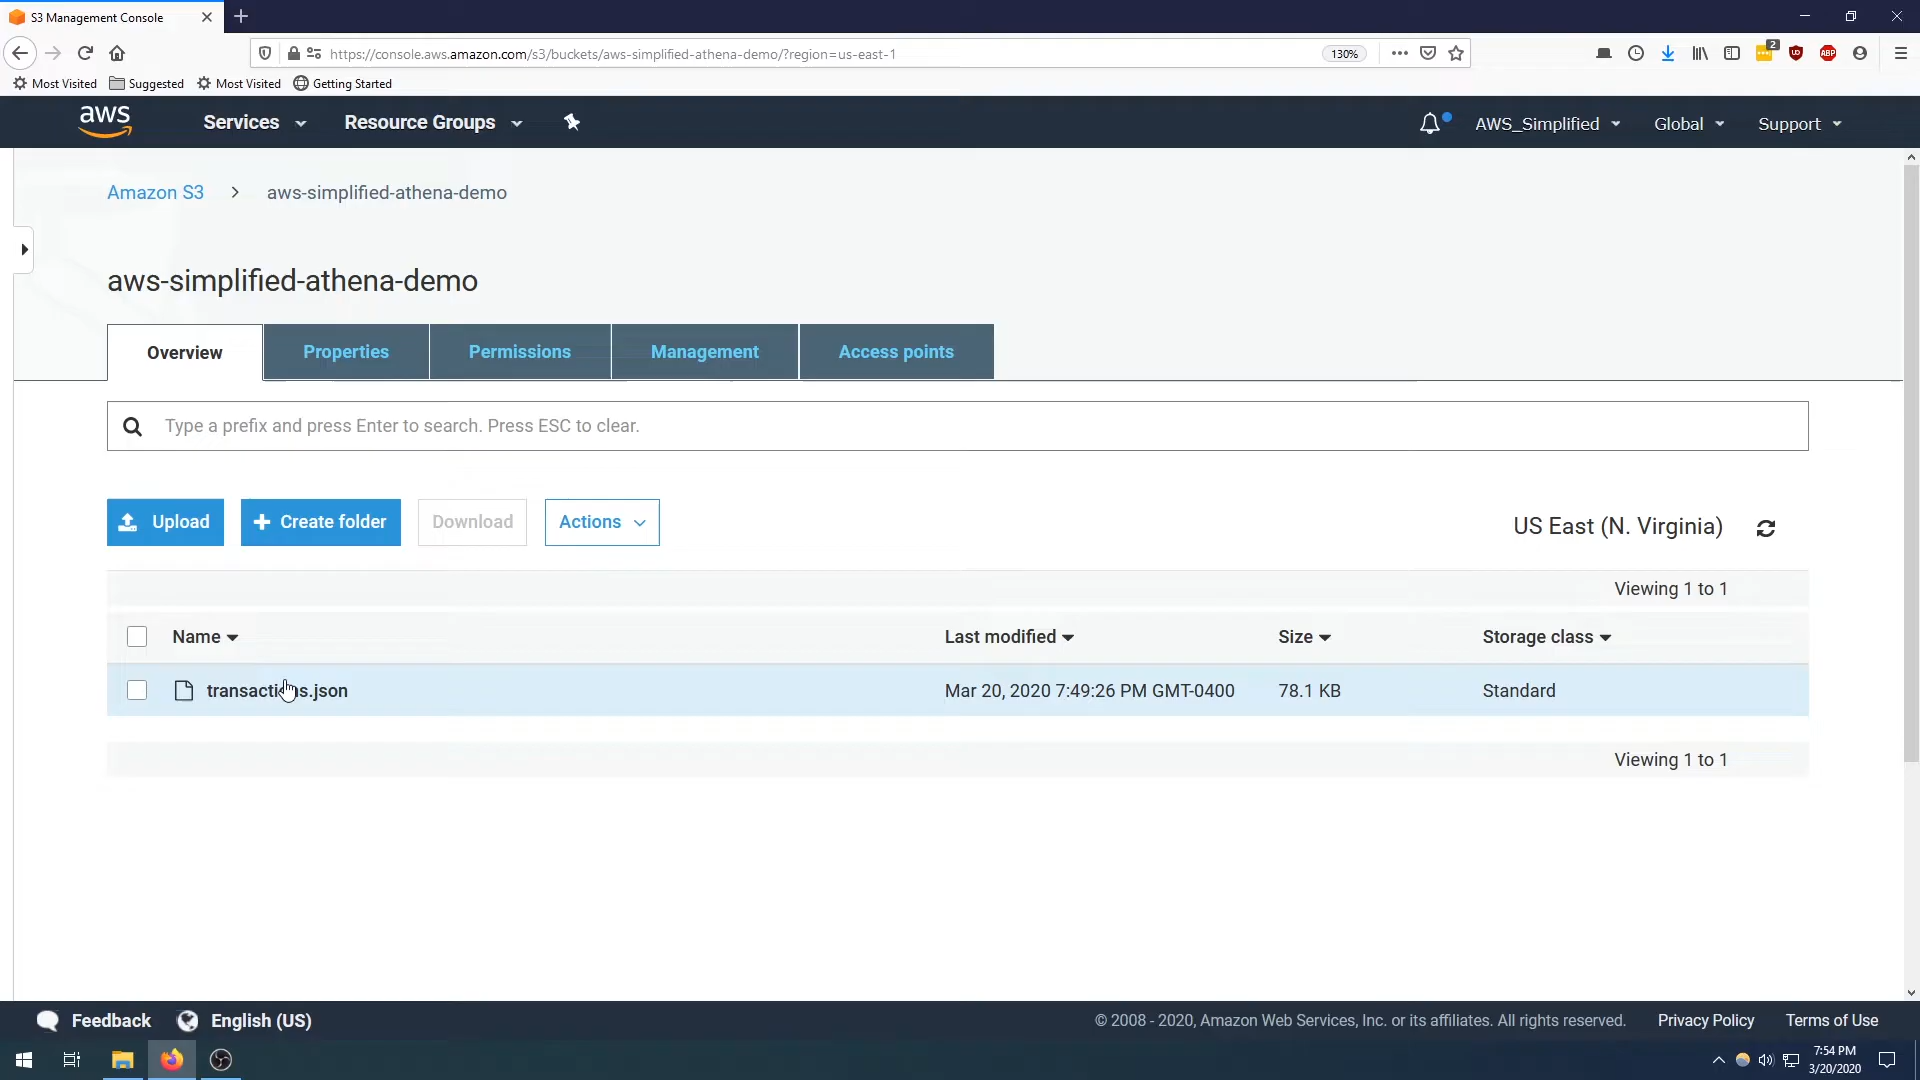 S3 Management Console
https://console.aws.amazon.com/s3/buckets/aws-simplified-athena-demo/?region=us-east-1
130%
2
UO
ABP
Most Visited
Suggested
Most Visited
Getting Started
aws
Services
Resource Groups
AWS_Simplified
Global
Support
Amazon S3
aws-simplified-athena-demo
aws-simplified-athena-demo
Overview
Properties
Permissions
Management
Access points
Type a prefix and press Enter to search. Press ESC to clear.
Upload
Create folder
Download
Actions
US East (N. Virginia)
Viewing 1 to 1
Name
Last modified
Size
Storage class
transactions.json
Mar 20, 2020 7:49:26 PM GMT-0400
78.1 KB
Standard
Viewing 1 to 1
Feedback
English (US)
© 2008 - 2020, Amazon Web Services, Inc. or its affiliates. All rights reserved.
Privacy Policy
Terms of Use
7:54 PM
3/20/2020